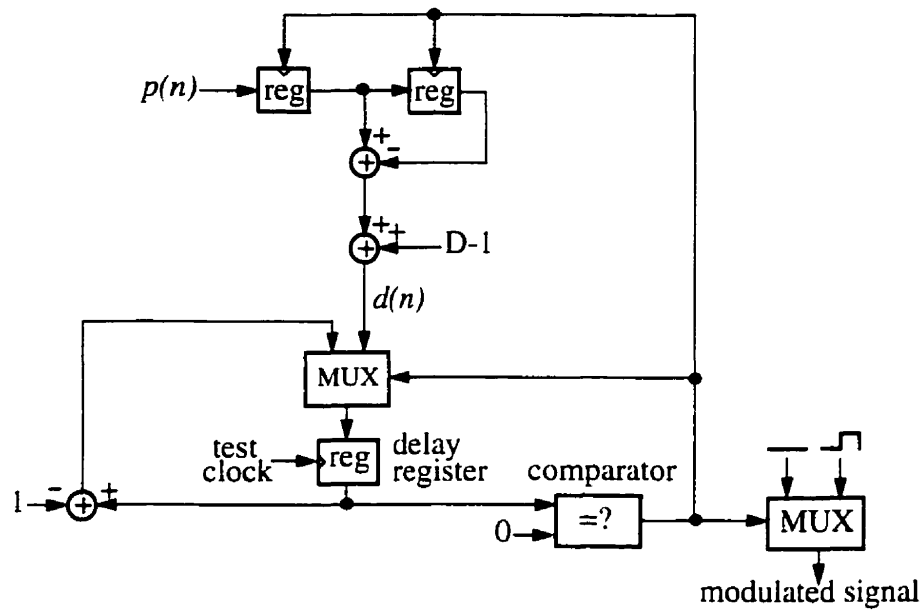 p(n)
reg
reg
+
-
+
+
+
+
D-1
d(n)
MUX
test
clock
reg
delay
register
comparator
1
-
+
+
0
=?
MUX
modulated signal